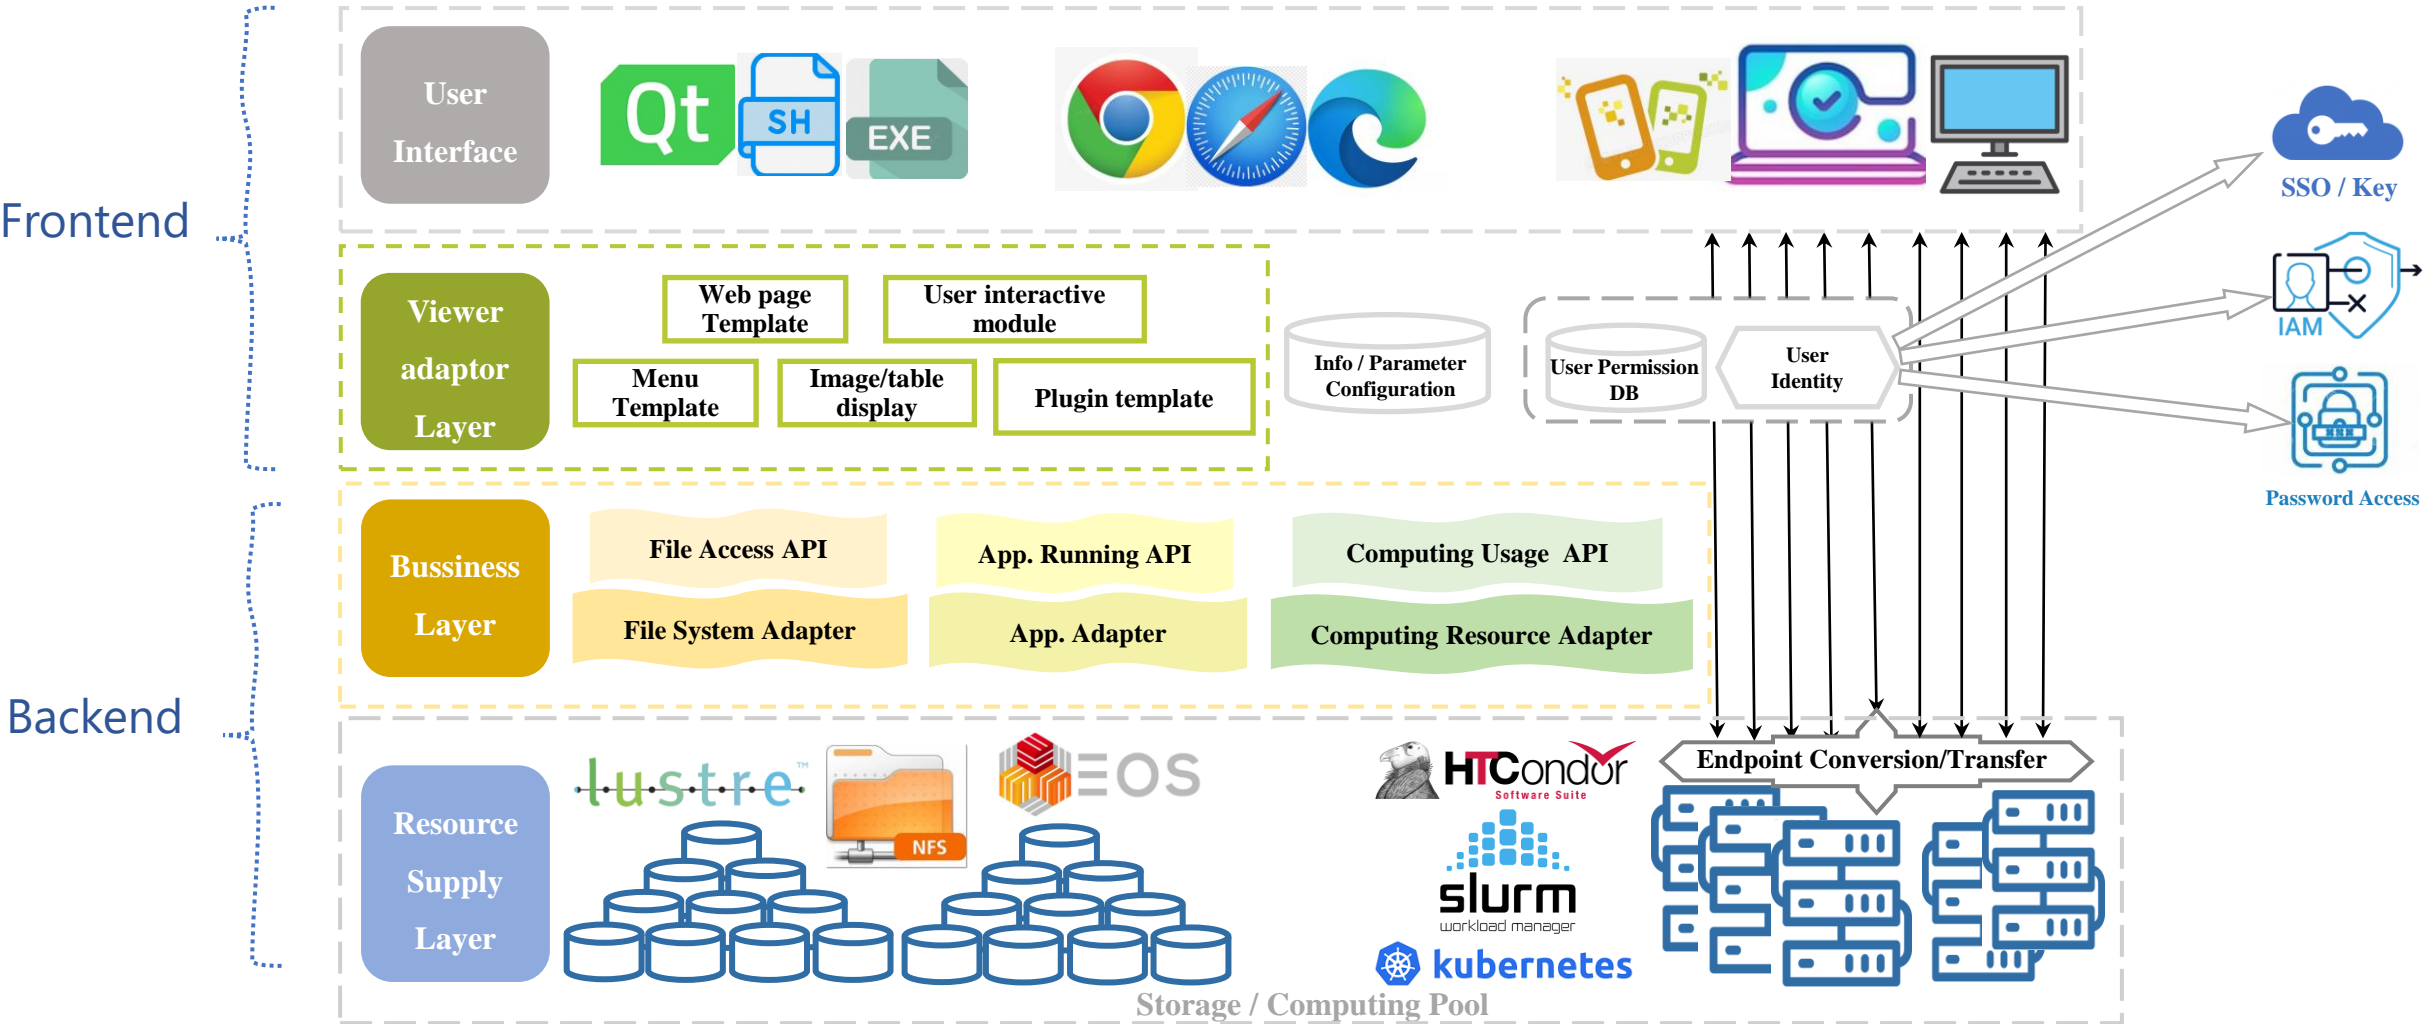 Frontend
Backend
User
Interface
Qt
SH
EXE
SSO / Key
IAM
Password Access
Viewer
adaptor
Layer
Web page
Template
User interactive
module
Menu
Template
Image/table
display
Plugin template
Info / Parameter
Configuration
User Permission
DB
User
Identity
Bussiness
Layer
File Access API
App. Running API
Computing Usage API
File System Adapter
App. Adapter
Computing Resource Adapter
Resource
Supply
Layer
lustre™
NFS
EOS
HTCondor
Software Suite
slurm
workload manager
kubernetes
Endpoint Conversion/Transfer
Storage / Computing Pool